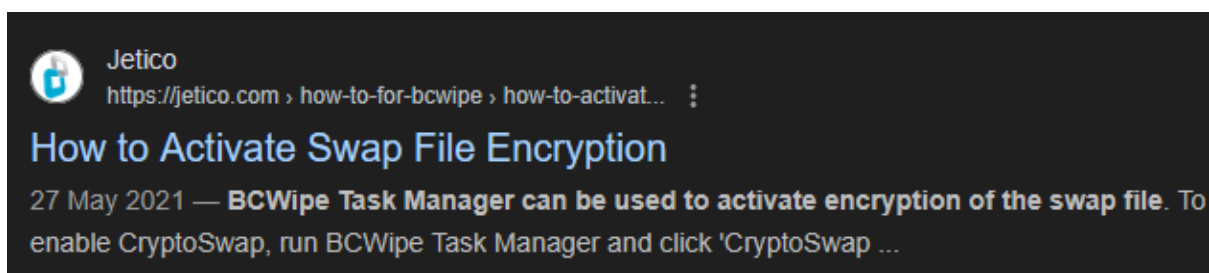 Jetico
https://jetico.com › how-to-for-bcwipe › how-to-activat...
How to Activate Swap File Encryption
27 May 2021 — BCWipe Task Manager can be used to activate encryption of the swap file. To
enable CryptoSwap, run BCWipe Task Manager and click 'CryptoSwap ...